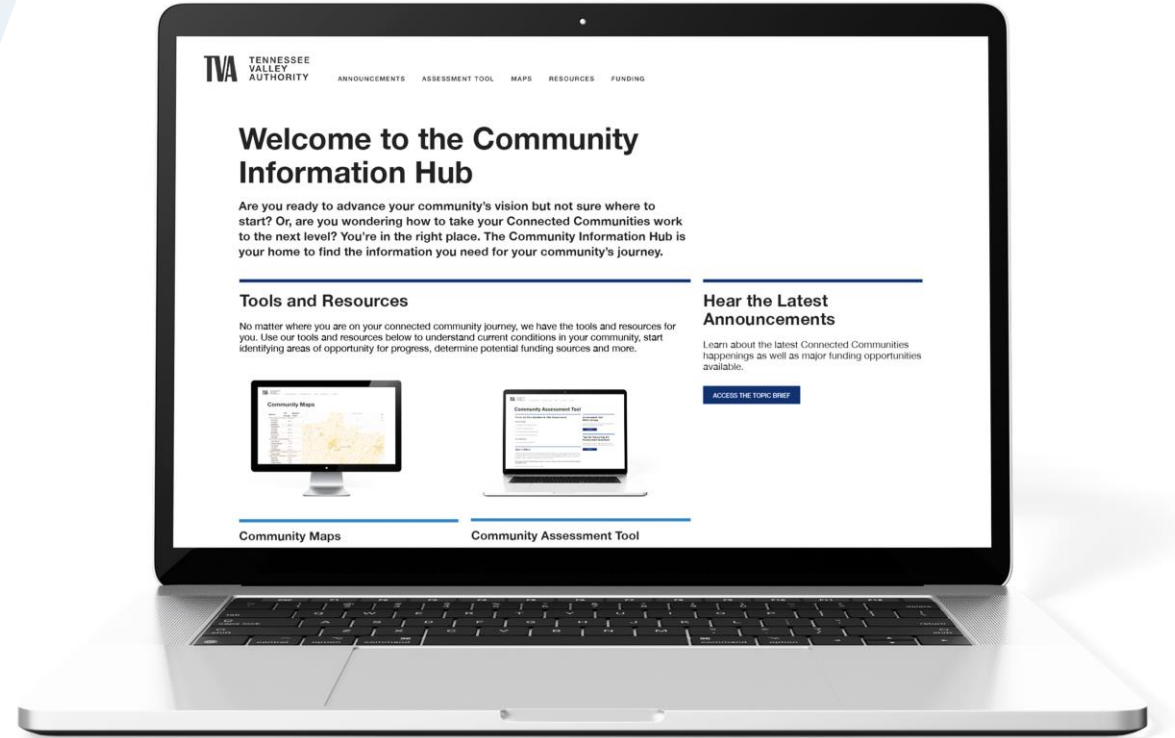 TVA
TENNESSEE
VALLEY
AUTHORITY
ANNOUNCEMENTS ASSESSMENT TOOL MAPS RESOURCES FUNDING
Welcome to the Community
Information Hub
Are you ready to advance your community's vision but not sure where to
start? Or, are you wondering how to take your Connected Communities work
to the next level? You're in the right place. The Community Information Hub is
your home to find the information you need for your community's journey.
Tools and Resources
No matter where you are on your connected community journey, we have the tools and resources for
you. Use our tools and resources below to understand current conditions in your community, start
identifying areas of opportunity for progress, determine potential funding sources and more.
Hear the Latest
Announcements
Learn about the latest Connected Communities
happenings as well as major funding opportunities
available.
ACCESS THE TOPIC BRIEF
Community Maps
Community Assessment Tool
Community Maps
Community Assessment Tool
control option command
command option